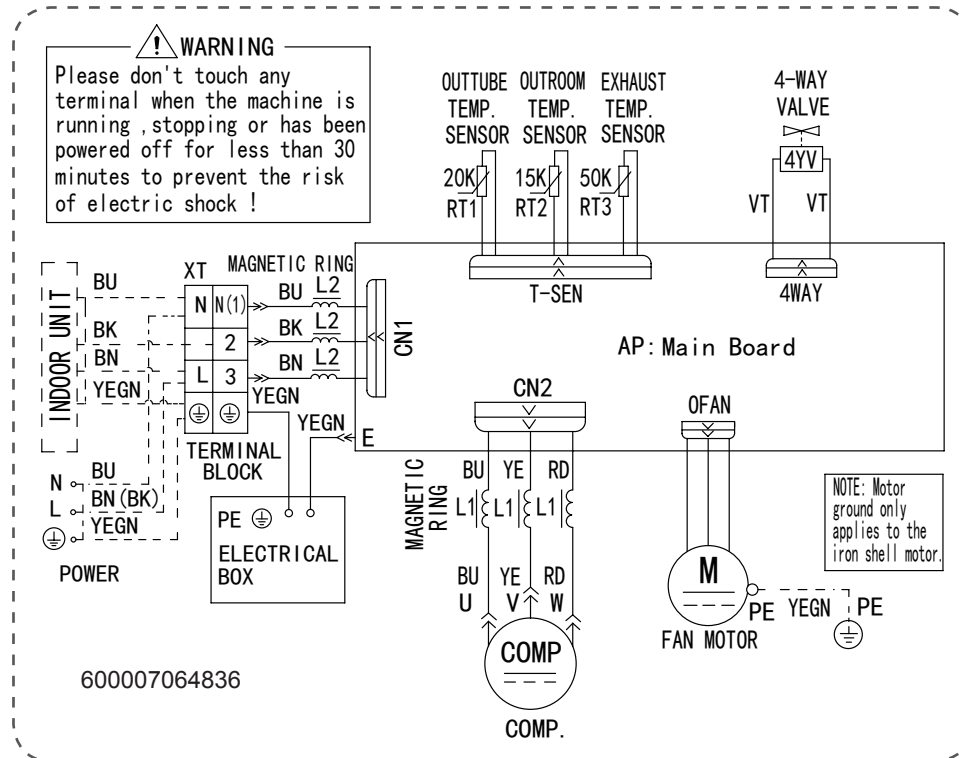 WARNING
Please don't touch any
terminal when the machine is
running ,stopping or has been
powered off for less than 30
minutes to prevent the risk
of electric shock !
OUTTUBE OUTROOM EXHAUST
TEMP. TEMP. TEMP.
SENSOR SENSOR SENSOR
20K 15K 50K
RT1 RT2 RT3
4-WAY
VALVE
4YV
VT VT
T-SEN
4WAY
INDOOR UNIT
BU
BK
BN
YEGN
XT
MAGNETIC RING
N N(1)
2
L 3
BU L2
BK L2
BN L2
YEGN
CN1
AP: Main Board
TERMINAL
BLOCK
YEGN
E
CN2
OFAN
N BU
L BN(BK)
YEGN
POWER
PE
ELECTRICAL
BOX
MAGNETIC
RING
BU YE RD
L1 L1 L1
BU YE RD
U V W
COMP
COMP.
M
FAN MOTOR
PE YEGN PE
NOTE: Motor
ground only
applies to the
iron shell motor.
600007064836